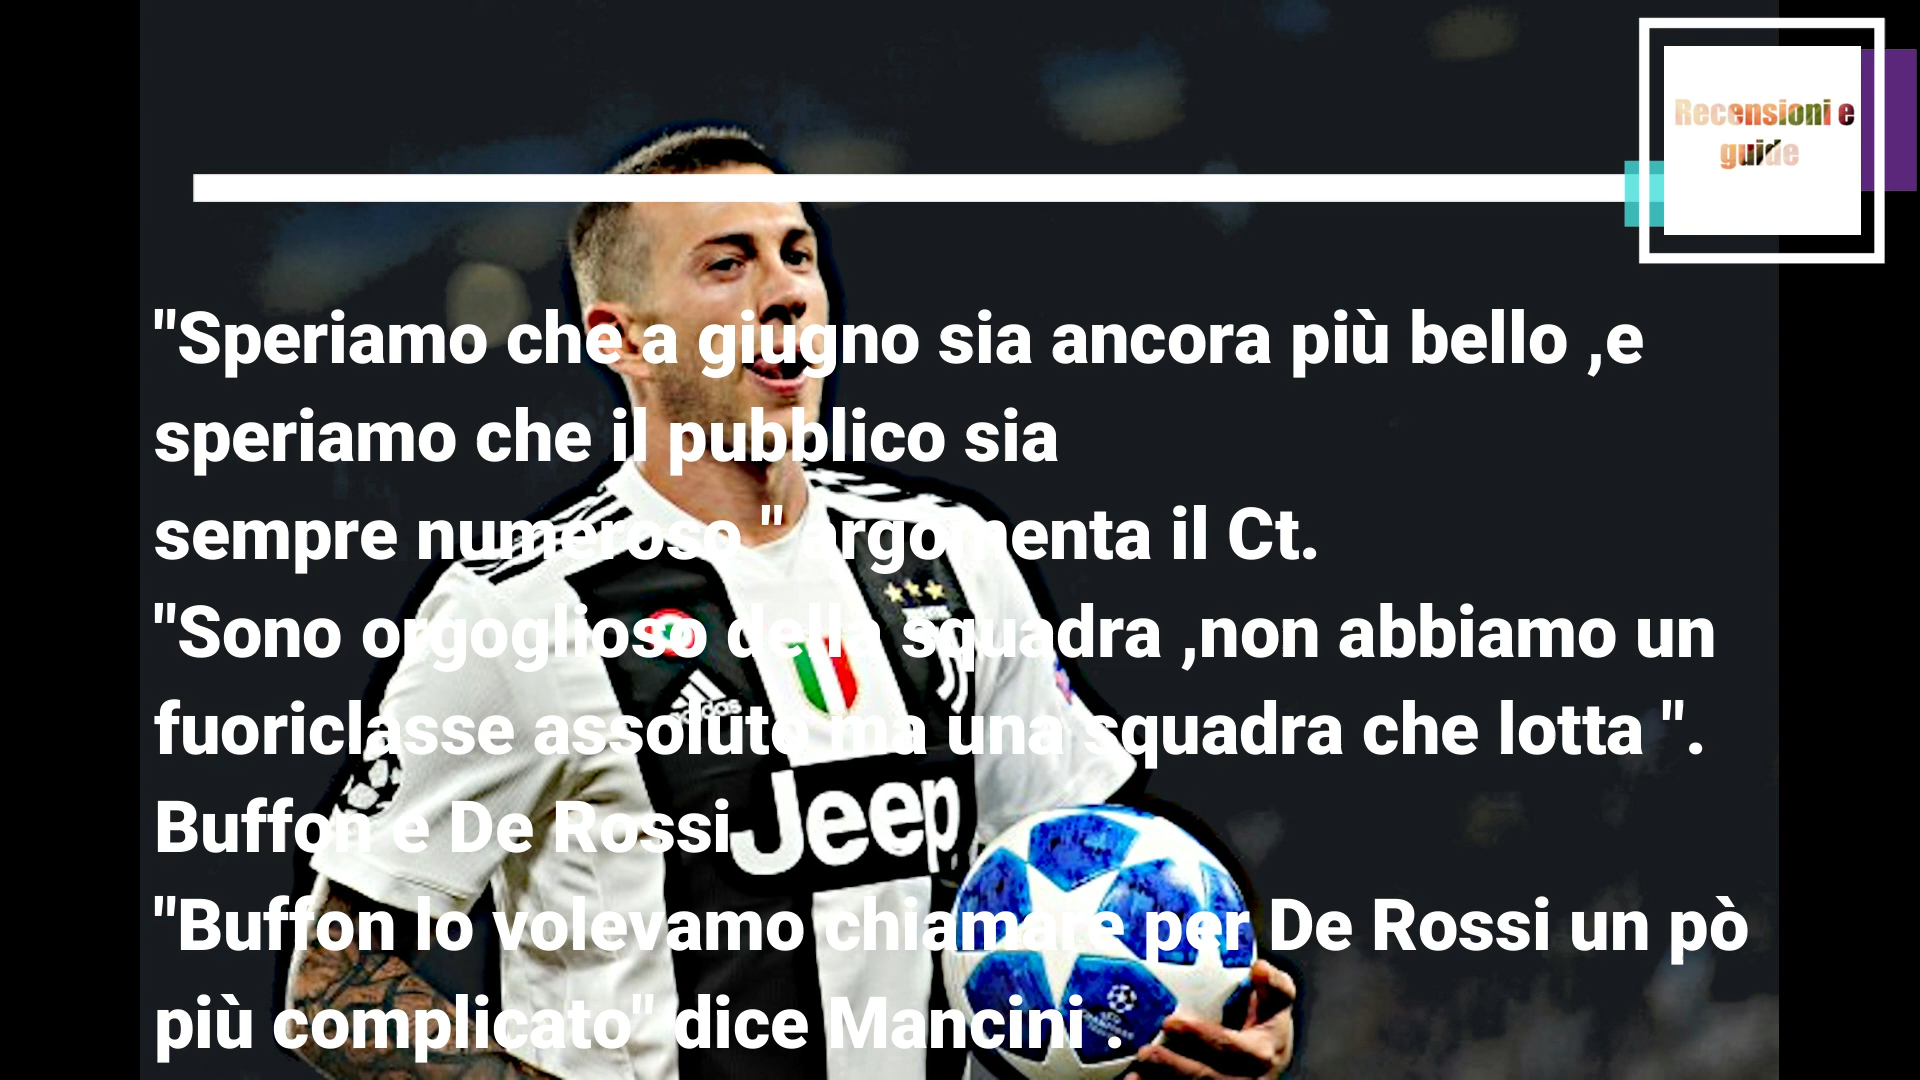 Recensioni e
guide
"Speriamo che a giugno sia ancora più bello ,e
speriamo che il pubblico sia
sempre numeroso " argomenta il Ct.
"Sono orgoglioso della squadra ,non abbiamo un
fuoriclasse assoluto ma una squadra che lotta ".
Buffon e De Rossi
"Buffon lo volevamo chiamare per De Rossi un pò
più complicato" dice Mancini .
adidas
Jeep